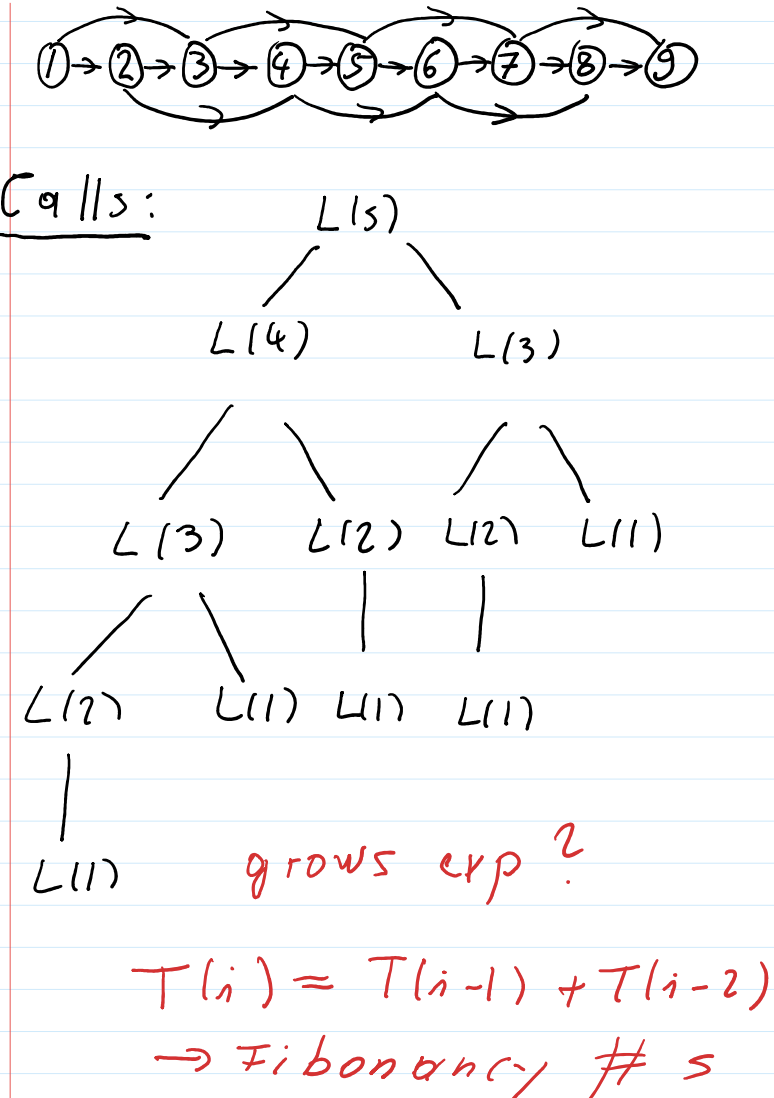 1 → 2 → 3 → 4 → 5 → 6 → 7 → 8 → 9
Calls:
L(5)
L(4) L(3)
L(3) L(2) L(2) L(1)
L(2) L(1) L(1) L(1)
L(1)
grows exp ?
T(i) = T(i-1) + T(i-2)
→ Fibonancy # s